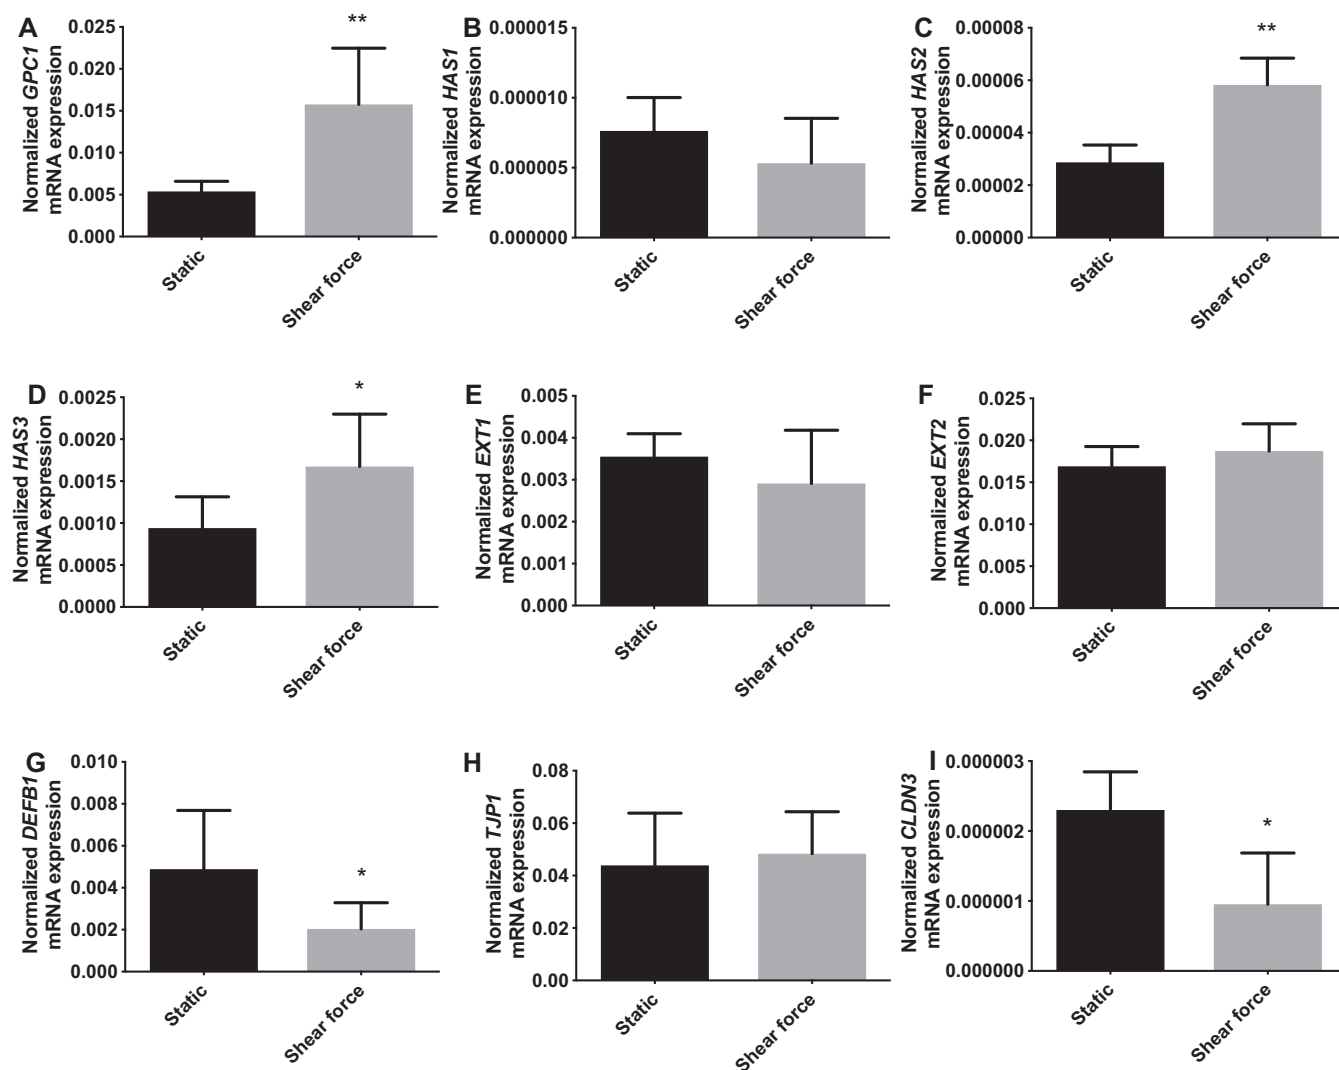 A
Normalized GPC1
mRNA expression
0.025
0.020
0.015
0.010
0.005
0.000
**
Static
Shear force
B
Normalized HAS1
mRNA expression
0.000015
0.000010
0.000005
0.000000
Static
Shear force
C
Normalized HAS2
mRNA expression
0.00008
0.00006
0.00004
0.00002
0.00000
**
Static
Shear force
D
Normalized HAS3
mRNA expression
0.0025
0.0020
0.0015
0.0010
0.0005
0.0000
*
Static
Shear force
E
Normalized EXT1
mRNA expression
0.005
0.004
0.003
0.002
0.001
0.000
Static
Shear force
F
Normalized EXT2
mRNA expression
0.025
0.020
0.015
0.010
0.005
0.000
Static
Shear force
G
Normalized DEFB1
mRNA expression
0.010
0.008
0.006
0.004
0.002
0.000
*
Static
Shear force
H
Normalized TJP1
mRNA expression
0.08
0.06
0.04
0.02
0.00
Static
Shear force
I
Normalized CLDN3
mRNA expression
0.000003
0.000002
0.000001
0.000000
*
Static
Shear force